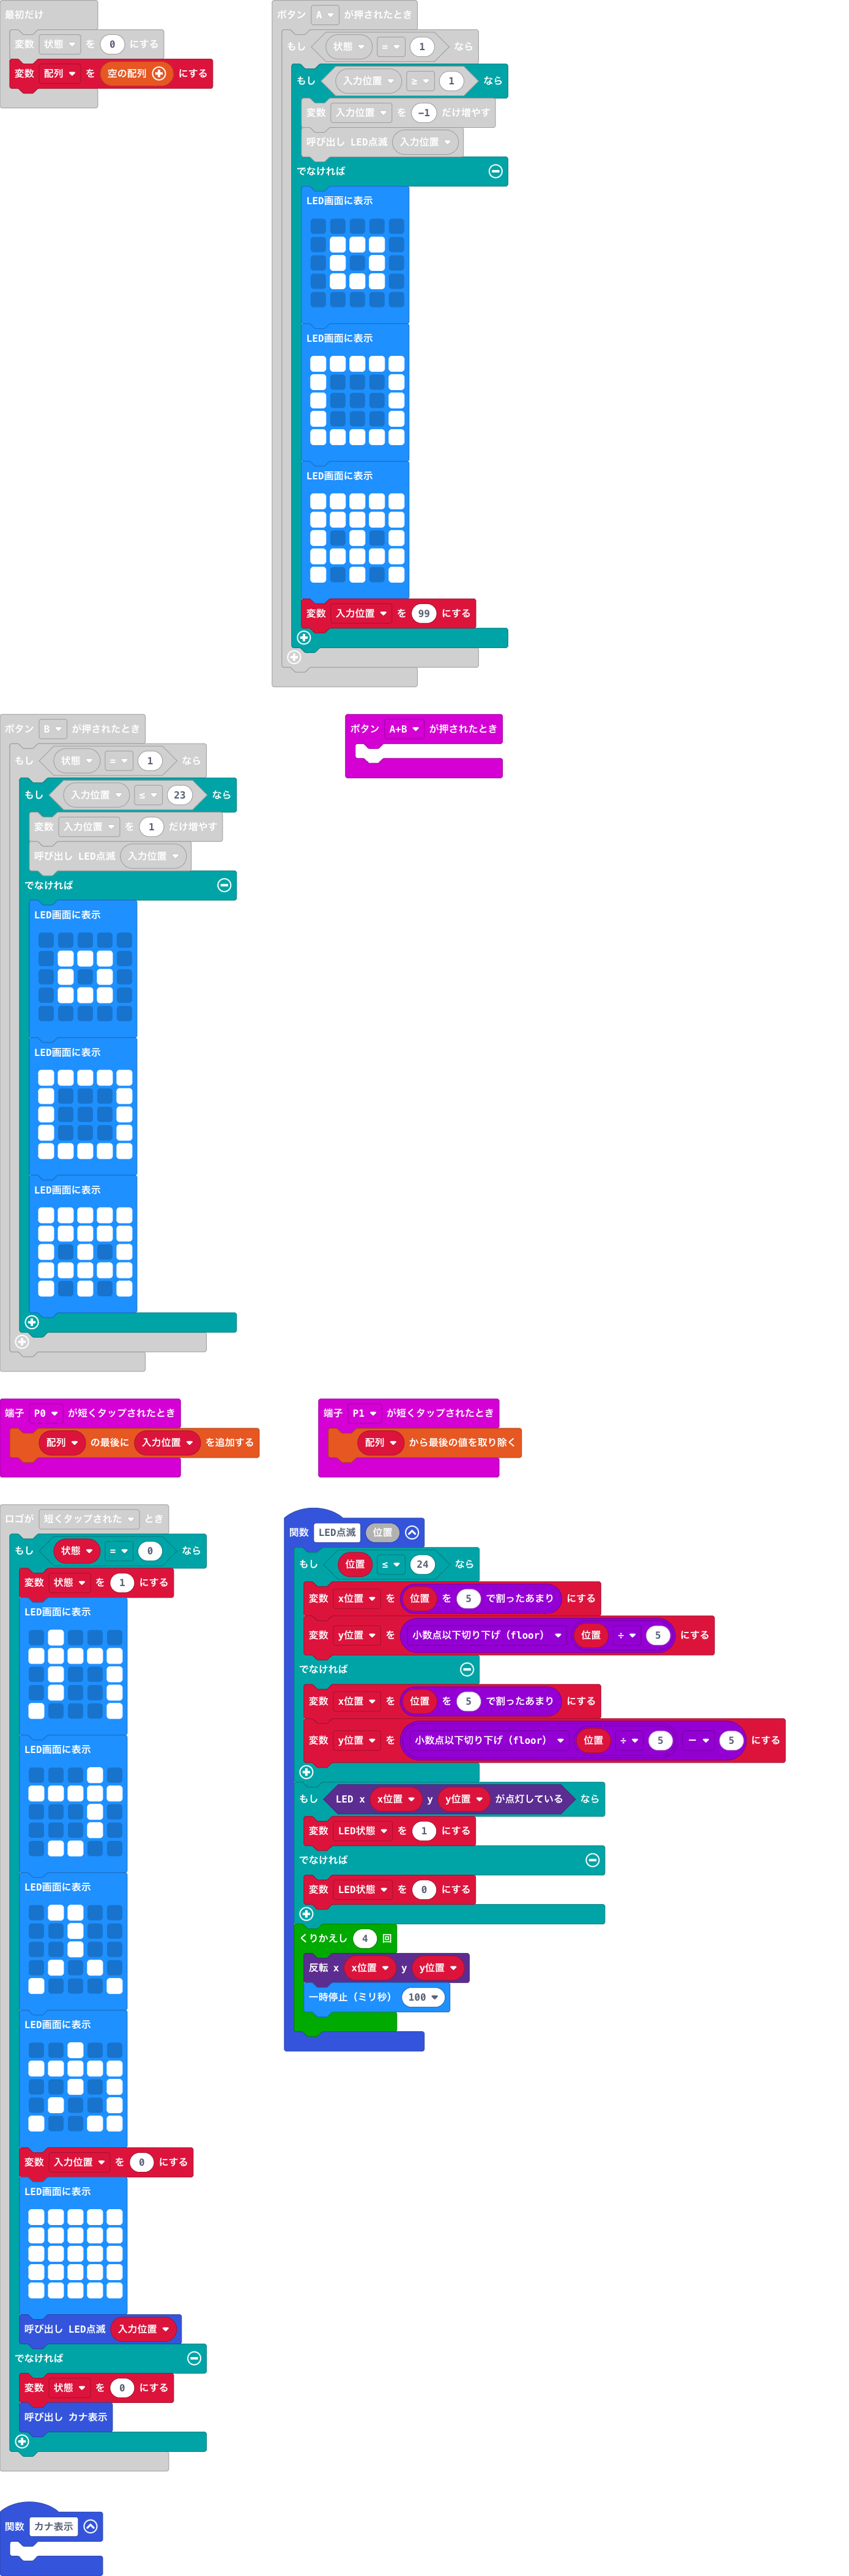 最初だけ
変数 状態 を 0 にする
変数 配列 を 空の配列 にする
ボタン A が押されたとき
もし 状態 = 1 なら
もし 入力位置 ≥ 1 なら
変数 入力位置 を -1 だけ増やす
呼び出し LED点滅 入力位置
でなければ
LED画面に表示
LED画面に表示
LED画面に表示
変数 入力位置 を 99 にする
ボタン B が押されたとき
もし 状態 = 1 なら
もし 入力位置 ≤ 23 なら
変数 入力位置 を 1 だけ増やす
呼び出し LED点滅 入力位置
でなければ
LED画面に表示
LED画面に表示
LED画面に表示
ボタン A+B が押されたとき
端子 P0 が短くタップされたとき
配列 の最後に 入力位置 を追加する
端子 P1 が短くタップされたとき
配列 から最後の値を取り除く
ロゴが 短くタップされた とき
もし 状態 = 0 なら
変数 状態 を 1 にする
LED画面に表示
LED画面に表示
LED画面に表示
LED画面に表示
変数 入力位置 を 0 にする
LED画面に表示
呼び出し LED点滅 入力位置
でなければ
変数 状態 を 0 にする
呼び出し カナ表示
関数 LED点滅 位置
もし 位置 ≤ 24 なら
変数 x位置 を 位置 を 5 で割ったあまり にする
変数 y位置 を 小数点以下切り下げ（floor） 位置 ÷ 5 にする
でなければ
変数 x位置 を 位置 を 5 で割ったあまり にする
変数 y位置 を 小数点以下切り下げ（floor） 位置 ÷ 5 － 5 にする
もし LED x x位置 y y位置 が点灯している なら
変数 LED状態 を 1 にする
でなければ
変数 LED状態 を 0 にする
くりかえし 4 回
反転 x x位置 y y位置
一時停止（ミリ秒） 100
関数 カナ表示